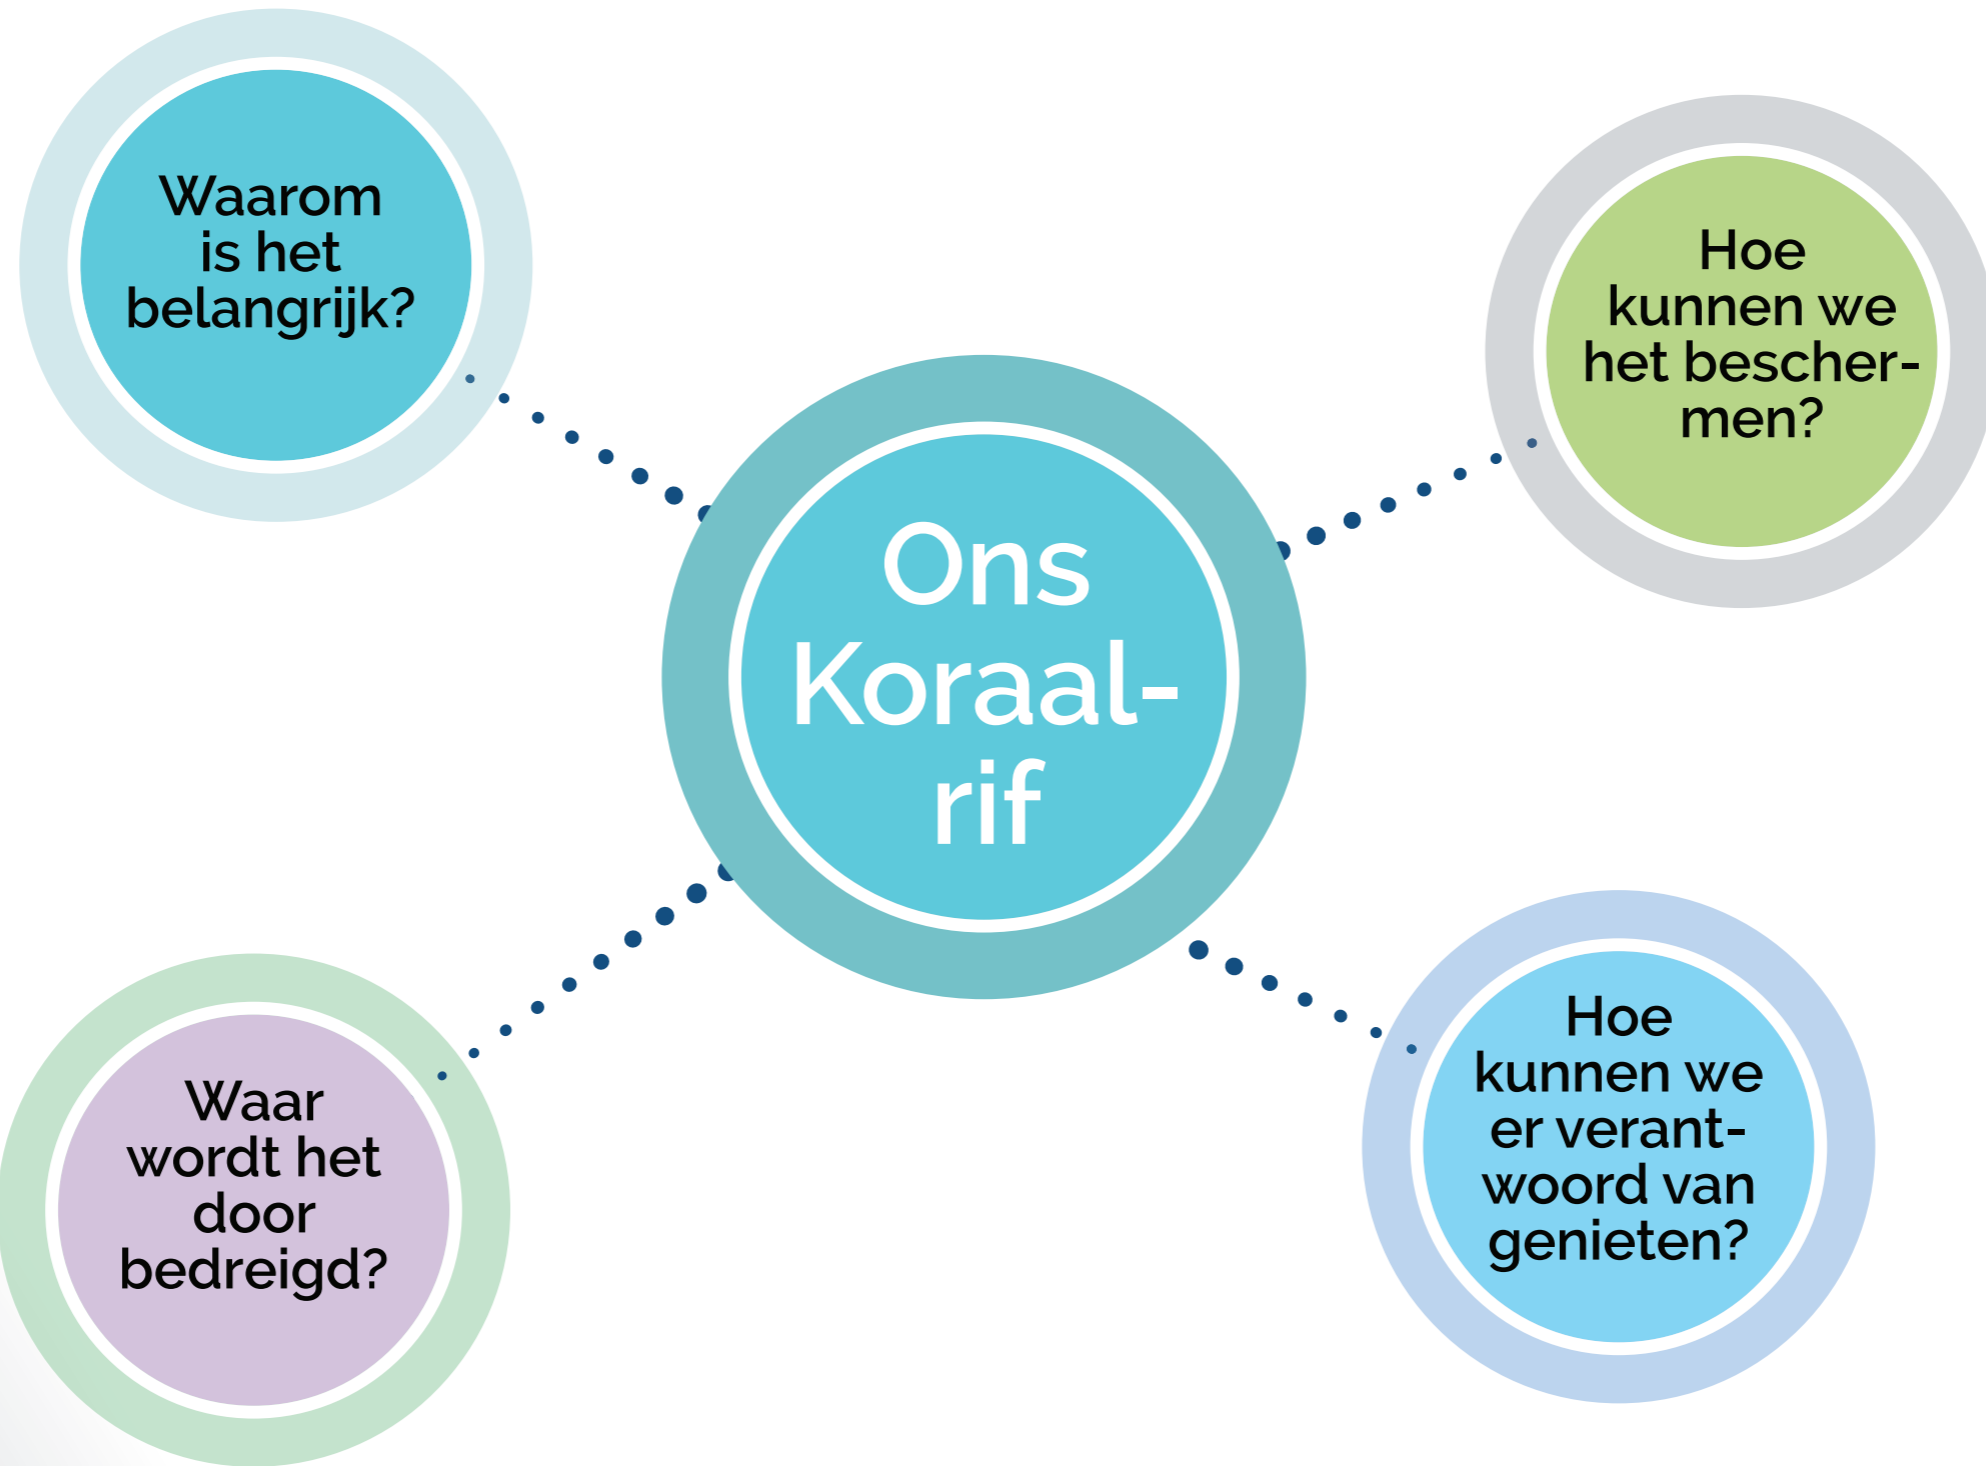 Waarom
is het
belangrijk?
Hoe
kunnen we
het bescher-
men?
Ons
Koraal-
rif
Waar
wordt het
door
bedreigd?
Hoe
kunnen we
er verant-
woord van
genieten?